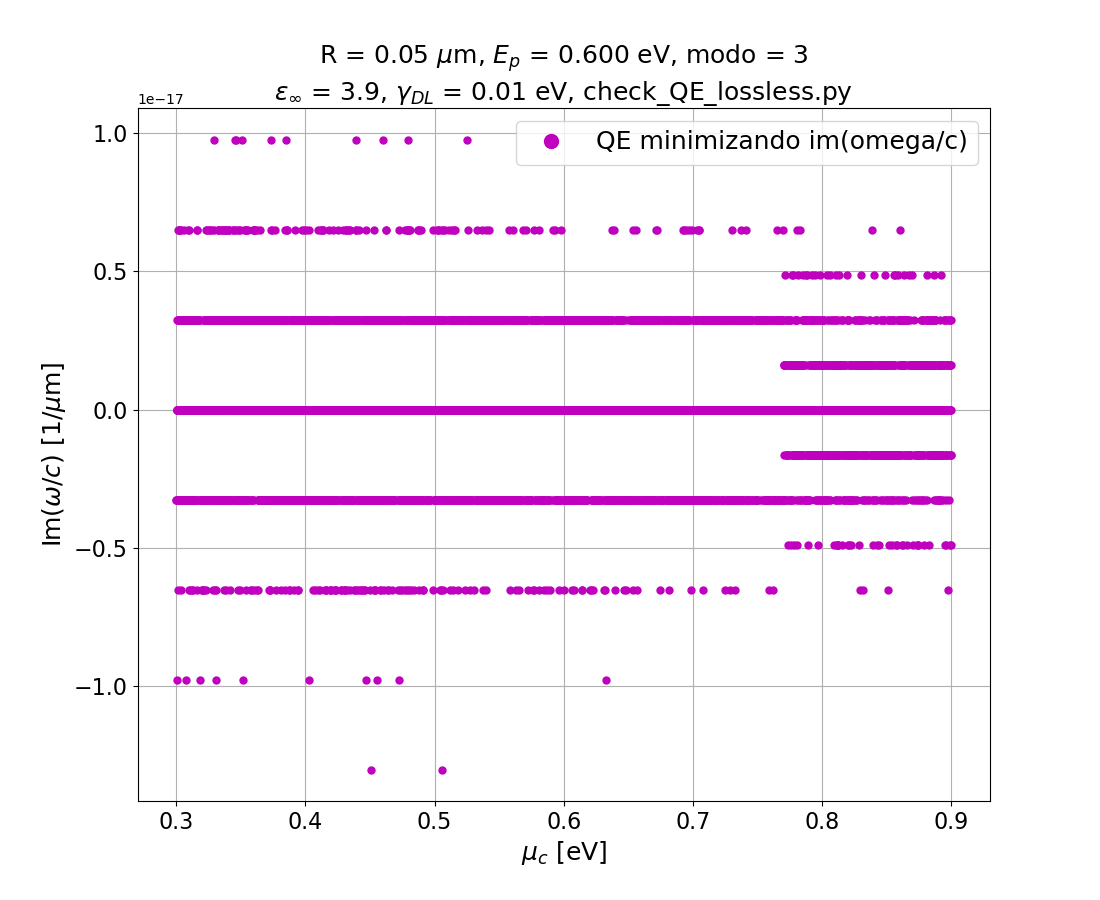 R = 0.05 μm, E_p = 0.600 eV, modo = 3
ε_∞ = 3.9, γ_DL = 0.01 eV, check_QE_lossless.py
1e−17
QE minimizando im(omega/c)
1.0
0.5
0.0
−0.5
−1.0
Im(ω/c) [1/μm]
0.3 0.4 0.5 0.6 0.7 0.8 0.9
μ_c [eV]